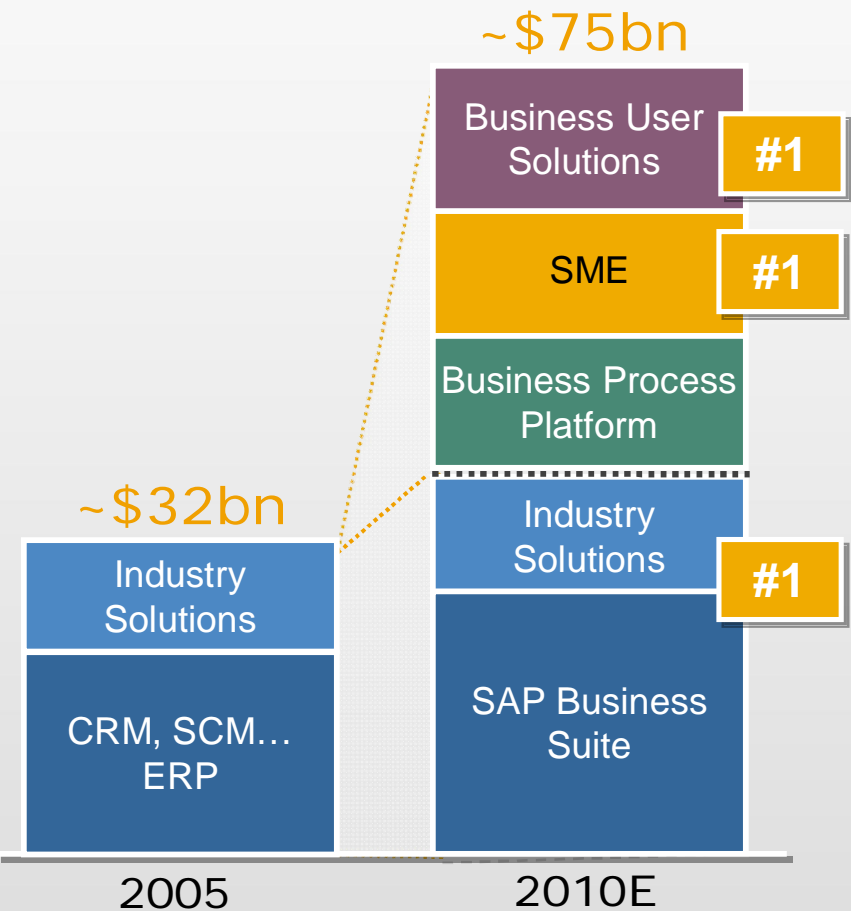 ~$75bn
Business User
Solutions
#1
SME
#1
Business Process
Platform
~$32bn
Industry
Solutions
Industry
Solutions
#1
CRM, SCM…
ERP
SAP Business
Suite
2005
2010E